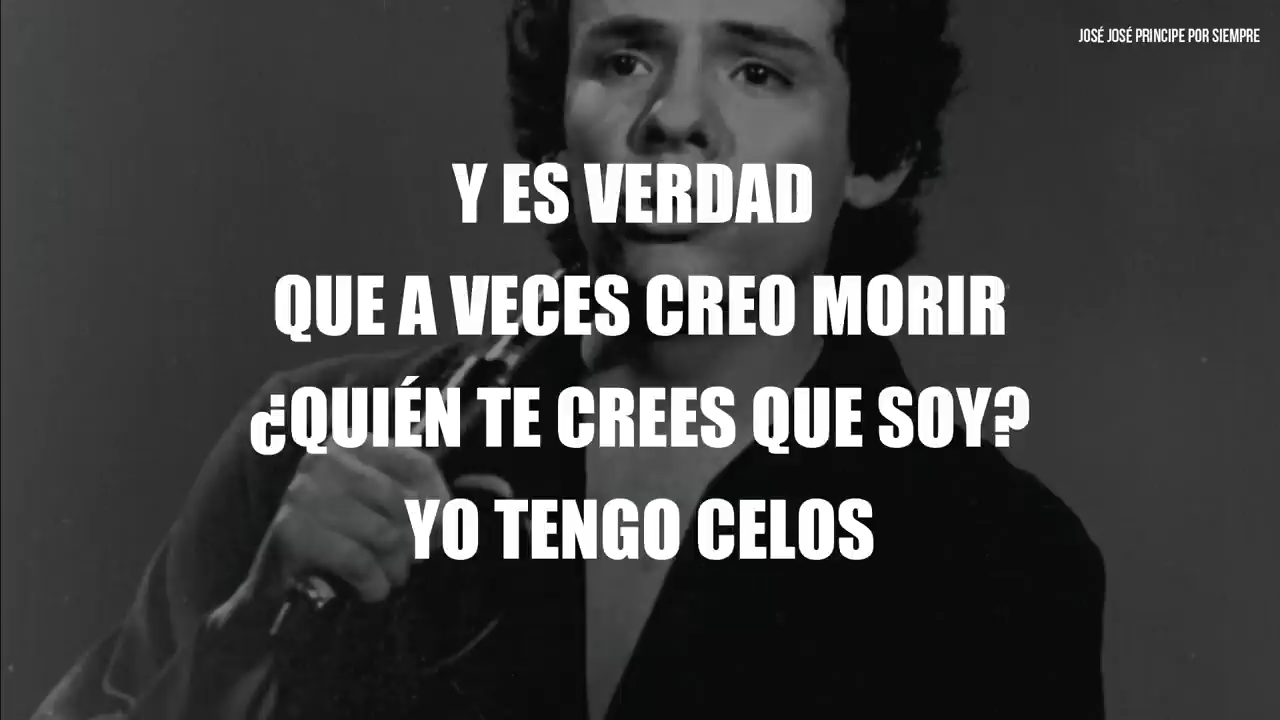 JOSÉ JOSÉ PRINCIPE POR SIEMPRE
Y ES VERDAD
QUE A VECES CREO MORIR
¿QUIÉN TE CREES QUE SOY?
YO TENGO CELOS